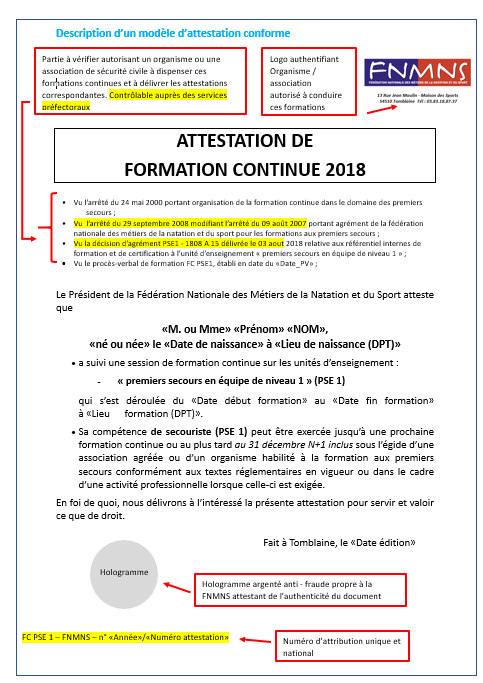 Description d’un modèle d’attestation conforme
Partie à vérifier autorisant un organisme ou une
association de sécurité civile à dispenser ces
formations continues et à délivrer les attestations
correspondantes. Contrôlable auprès des services
préfectoraux
Logo authentifiant
Organisme /
association
autorisé à conduire
ces formations
FNMNS
FÉDÉRATION NATIONALE DES MÉTIERS DE LA NATATION ET DU SPORT
13 Rue Jean Moulin - Maison des Sports
54510 Tomblaine Tél : 03.83.18.87.37
ATTESTATION DE
FORMATION CONTINUE 2018
• Vu l’arrêté du 24 mai 2000 portant organisation de la formation continue dans le domaine des premiers
secours ;
• Vu l’arrêté du 29 septembre 2008 modifiant l’arrêté du 09 août 2007 portant agrément de la fédération
nationale des métiers de la natation et du sport pour les formations aux premiers secours ;
• Vu la décision d’agrément PSE1 - 1808 A 15 délivrée le 03 aout 2018 relative aux référentiel internes de
formation et de certification à l’unité d’enseignement « premiers secours en équipe de niveau 1 » ;
• Vu le procès-verbal de formation FC PSE1, établi en date du «Date_PV» ;
Le Président de la Fédération Nationale des Métiers de la Natation et du Sport atteste
que
«M. ou Mme» «Prénom» «NOM»,
«né ou née» le «Date de naissance» à «Lieu de naissance (DPT)»
• a suivi une session de formation continue sur les unités d’enseignement :
- « premiers secours en équipe de niveau 1 » (PSE 1)
qui s’est déroulée du «Date début formation» au «Date fin formation»
à «Lieu formation (DPT)».
• Sa compétence de secouriste (PSE 1) peut être exercée jusqu’à une prochaine
formation continue ou au plus tard au 31 décembre N+1 inclus sous l’égide d’une
association agréée ou d’un organisme habilité à la formation aux premiers
secours conformément aux textes réglementaires en vigueur ou dans le cadre
d’une activité professionnelle lorsque celle-ci est exigée.
En foi de quoi, nous délivrons à l’intéressé la présente attestation pour servir et valoir
ce que de droit.
Fait à Tomblaine, le «Date édition»
Hologramme
Hologramme argenté anti - fraude propre à la
FNMNS attestant de l’authenticité du document
FC PSE 1 – FNMNS – n° «Année»/«Numéro attestation»
Numéro d’attribution unique et
national